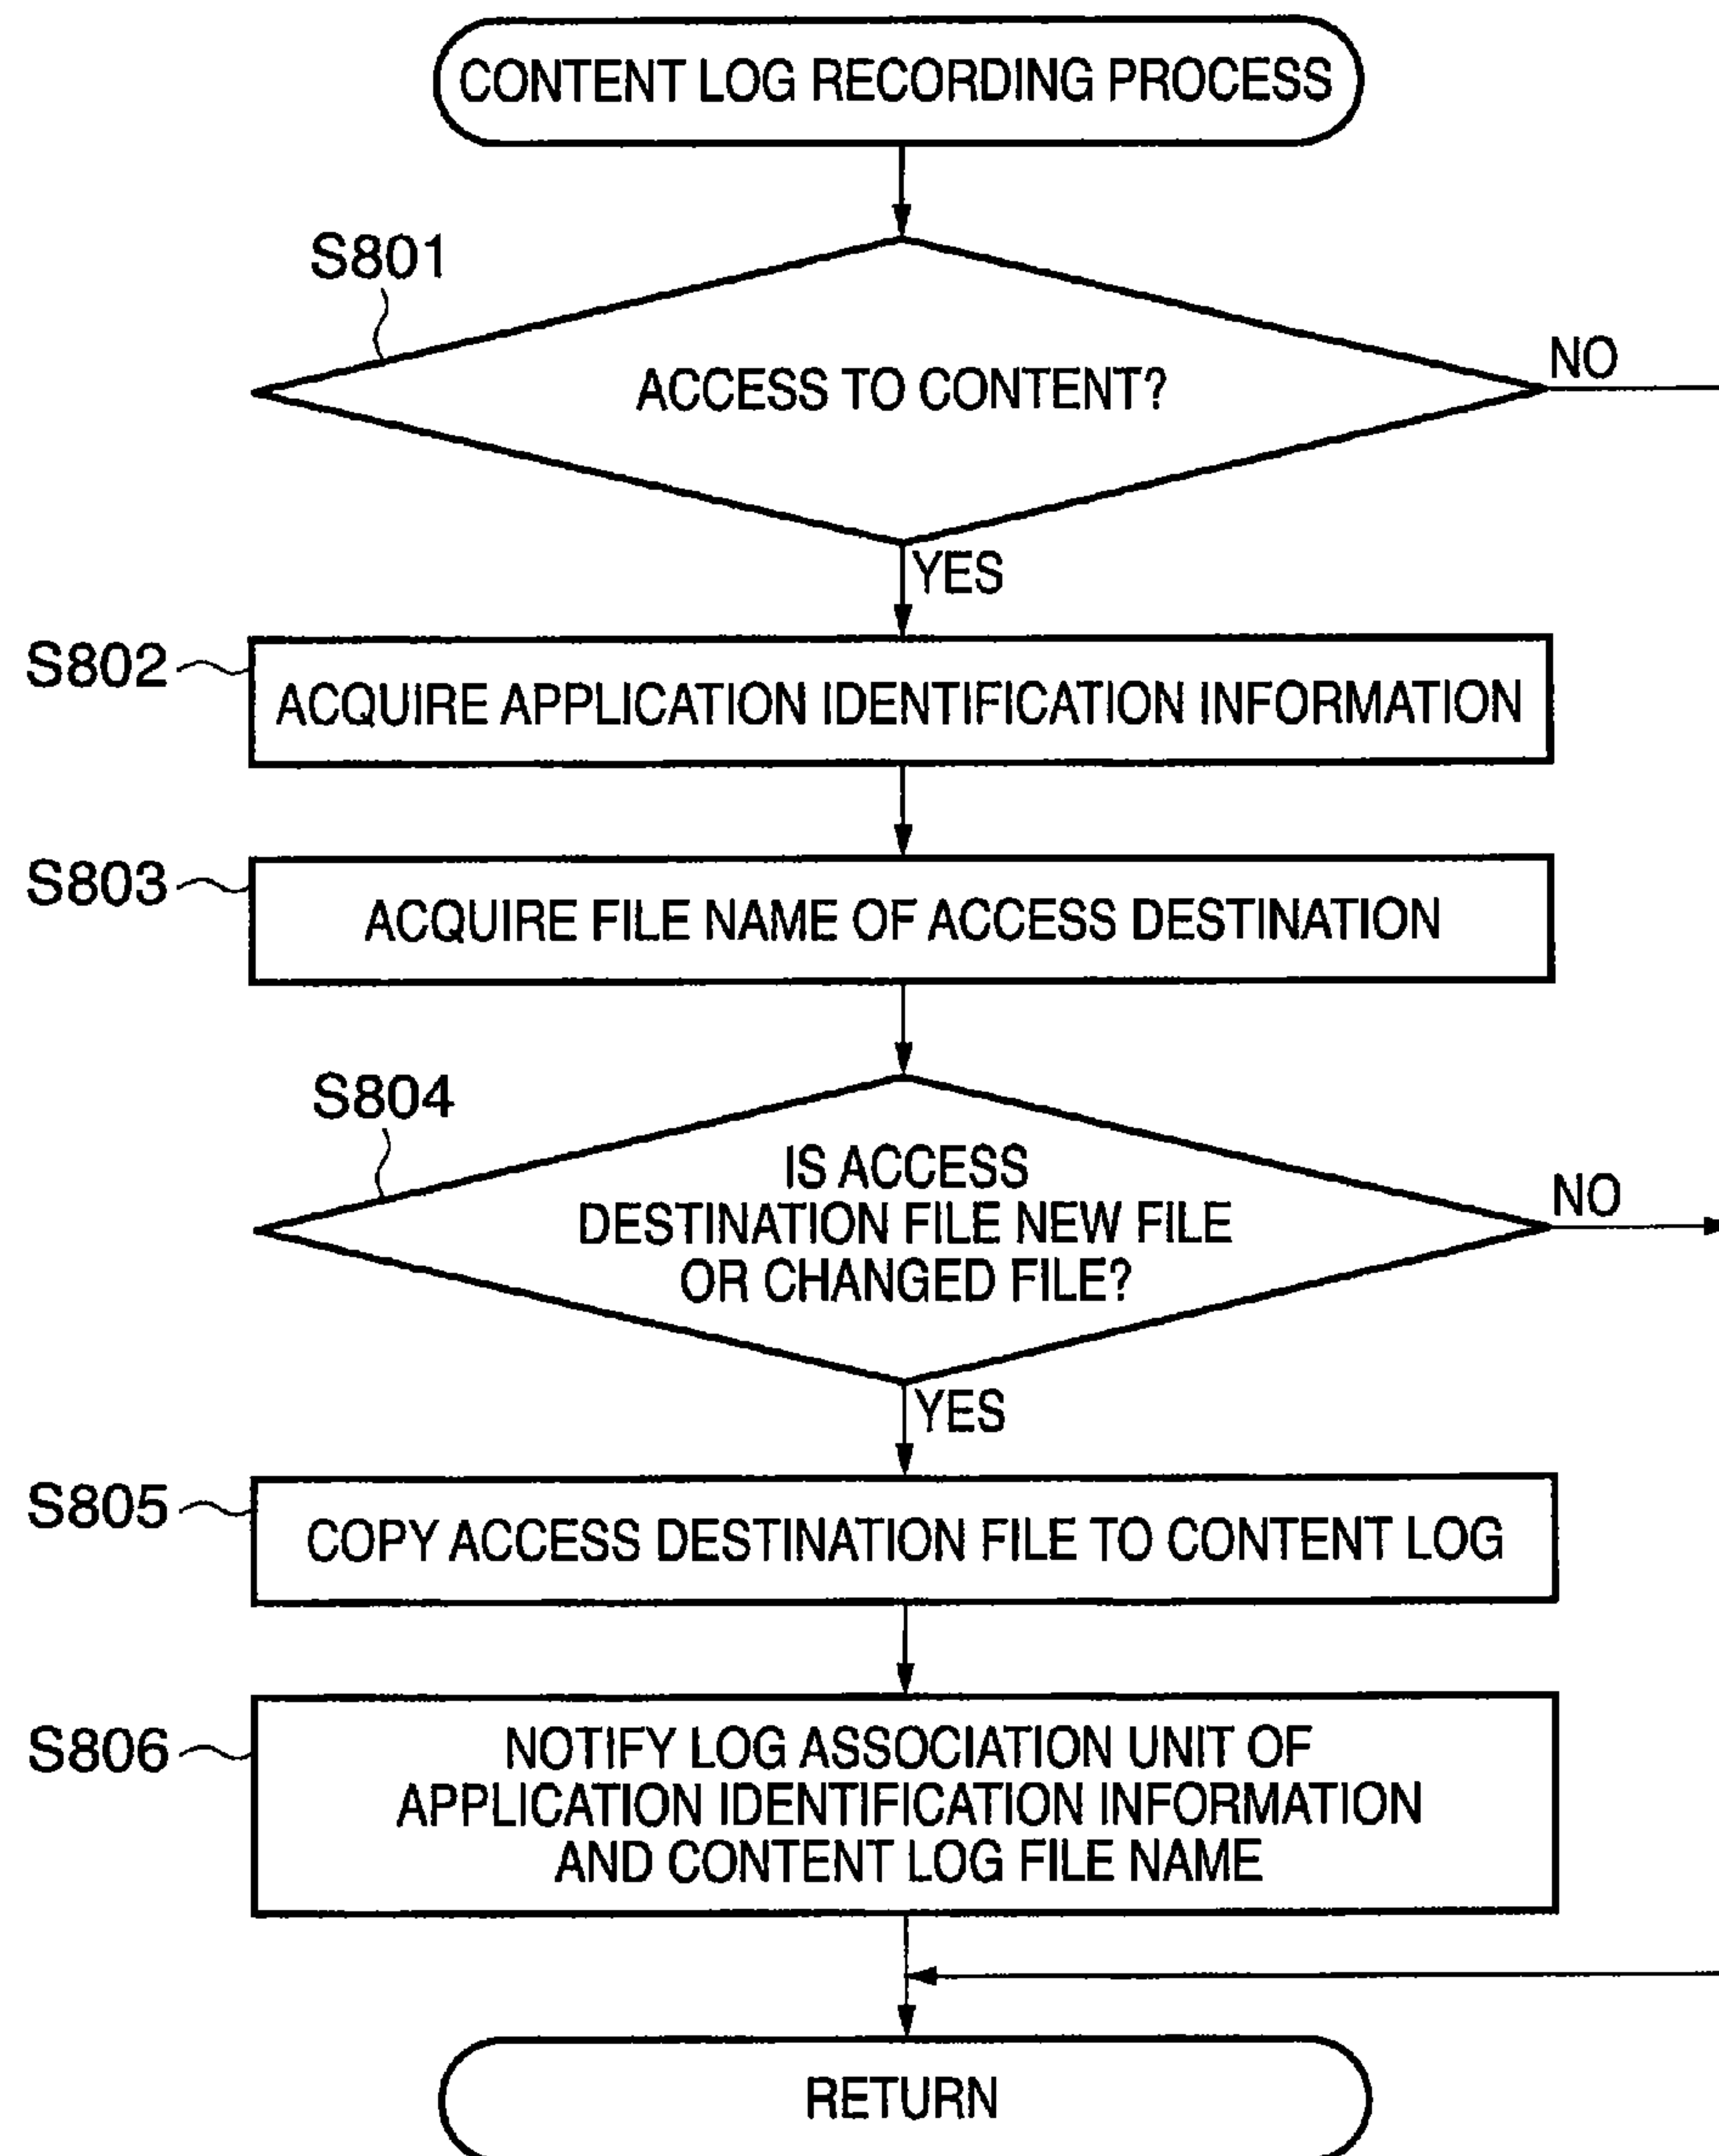 CONTENT LOG RECORDING PROCESS
S801
ACCESS TO CONTENT?
NO
YES
S802
ACQUIRE APPLICATION IDENTIFICATION INFORMATION
S803
ACQUIRE FILE NAME OF ACCESS DESTINATION
S804
IS ACCESS
DESTINATION FILE NEW FILE
OR CHANGED FILE?
NO
YES
S805
COPY ACCESS DESTINATION FILE TO CONTENT LOG
S806
NOTIFY LOG ASSOCIATION UNIT OF
APPLICATION IDENTIFICATION INFORMATION
AND CONTENT LOG FILE NAME
RETURN